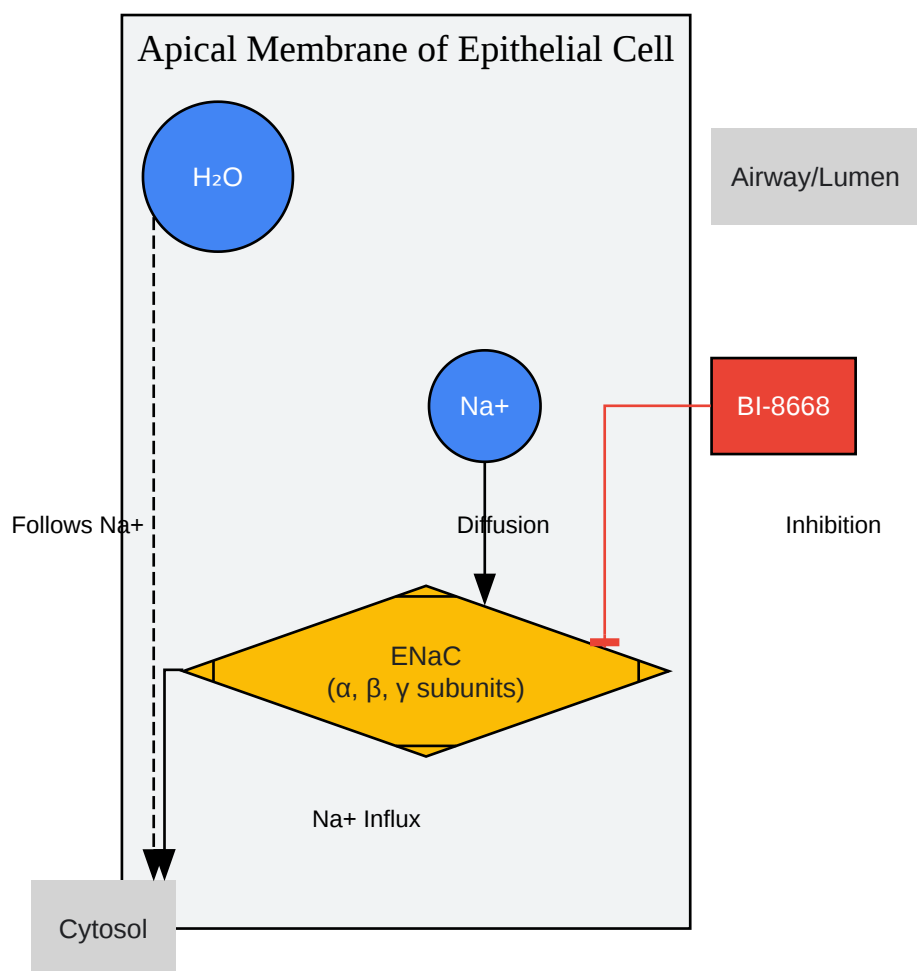 Apical Membrane of Epithelial Cell
H₂O
Airway/Lumen
Na+
BI-8668
Follows Na+
Diffusion
Inhibition
ENaC
(α, β, γ subunits)
Na+ Influx
Cytosol